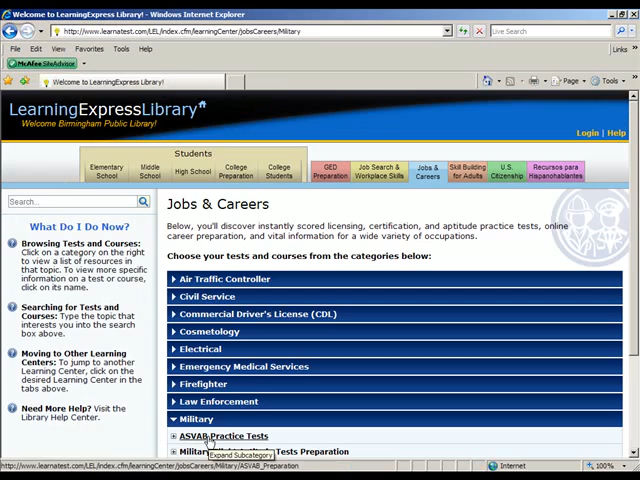 Welcome to LearningExpress Library! - Windows Internet Explorer
http://www.learnatest.com/LEL/index.cfm/learningCenter/jobsCareers/Military
Live Search
File Edit View Favorites Tools Help
Links »
McAfee SiteAdvisor
Welcome to LearningExpress Library!
Page Tools
LearningExpressLibrary
Welcome Birmingham Public Library!
Login | Help
Students
Elementary School
Middle School
High School
College Preparation
College Students
GED Preparation
Job Search & Workplace Skills
Jobs & Careers
Skill Building for Adults
U.S. Citizenship
Recursos para Hispanohablantes
Search...
What Do I Do Now?
Browsing Tests and Courses:
Click on a category on the
right to view a list of resources in
that topic. To view more specific
information on a test or course,
click on its name.
Searching for Tests and
Courses: Type the topic that
interests you into the search
box above.
Moving to Other Learning
Centers: To jump to another
Learning Center, click on the
desired Learning Center in the
tabs above.
Need More Help? Visit the
Library Help Center.
Jobs & Careers
Below, you'll discover instantly scored licensing, certification, and aptitude practice tests, online
career preparation, and vital information for a wide variety of occupations.
Choose your tests and courses from the categories below:
Air Traffic Controller
Civil Service
Commercial Driver's License (CDL)
Cosmetology
Electrical
Emergency Medical Services
Firefighter
Law Enforcement
Military
ASVAB Practice Tests
Expand Subcategory
Tests Preparation
http://www.learnatest.com/LEL/index.cfm/learningCenter/jobsCareers/Military/ASVAB_Preparation
Internet
100%